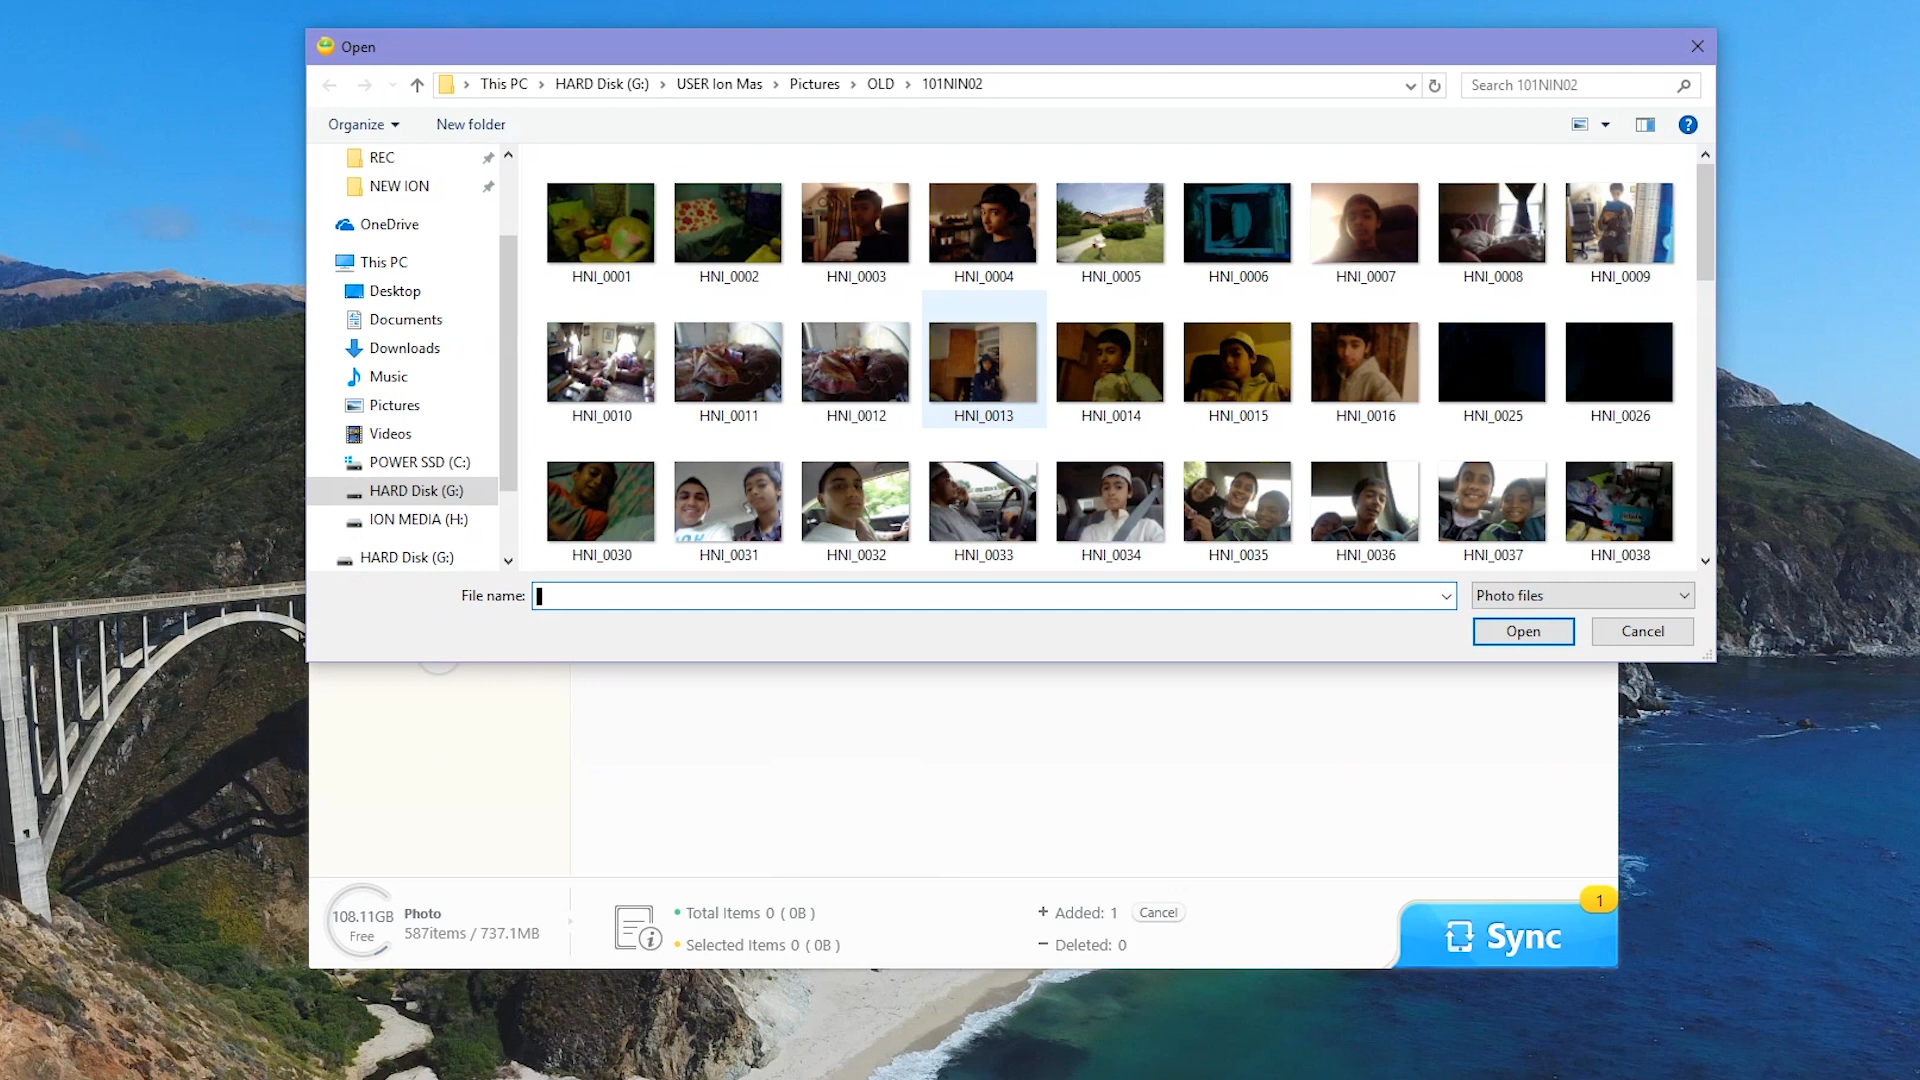 Open
This PC > HARD Disk (G:) > USER Ion Mas > Pictures > OLD > 101NIN02
Search 101NIN02
Organize
New folder
REC
NEW ION
OneDrive
This PC
Desktop
Documents
Downloads
Music
Pictures
Videos
POWER SSD (C:)
HARD Disk (G:)
ION MEDIA (H:)
HARD Disk (G:)
HNI_0001 HNI_0002 HNI_0003 HNI_0004 HNI_0005 HNI_0006 HNI_0007 HNI_0008 HNI_0009
HNI_0010 HNI_0011 HNI_0012 HNI_0013 HNI_0014 HNI_0015 HNI_0016 HNI_0025 HNI_0026
HNI_0030 HNI_0031 HNI_0032 HNI_0033 HNI_0034 HNI_0035 HNI_0036 HNI_0037 HNI_0038
File name:
Photo files
Open
Cancel
108.11GB
Free
Photo
587items / 737.1MB
Total Items 0 ( 0B )
Selected Items 0 ( 0B )
+ Added: 1
Cancel
− Deleted: 0
1
Sync